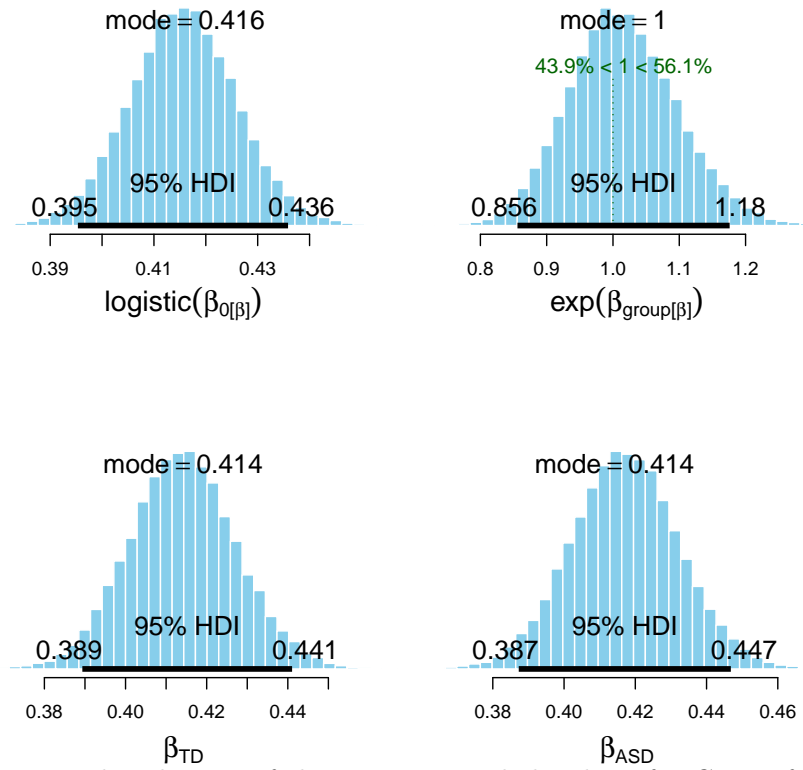 mode = 0.416
95% HDI
0.395 0.436
0.39 0.41 0.43
logistic(β0[β])
mode = 1
43.9% < 1 < 56.1%
95% HDI
0.856 1.18
0.8 0.9 1.0 1.1 1.2
exp(βgroup[β])
mode = 0.414
95% HDI
0.389 0.441
0.38 0.40 0.42 0.44
βTD
mode = 0.414
95% HDI
0.387 0.447
0.38 0.40 0.42 0.44 0.46
βASD